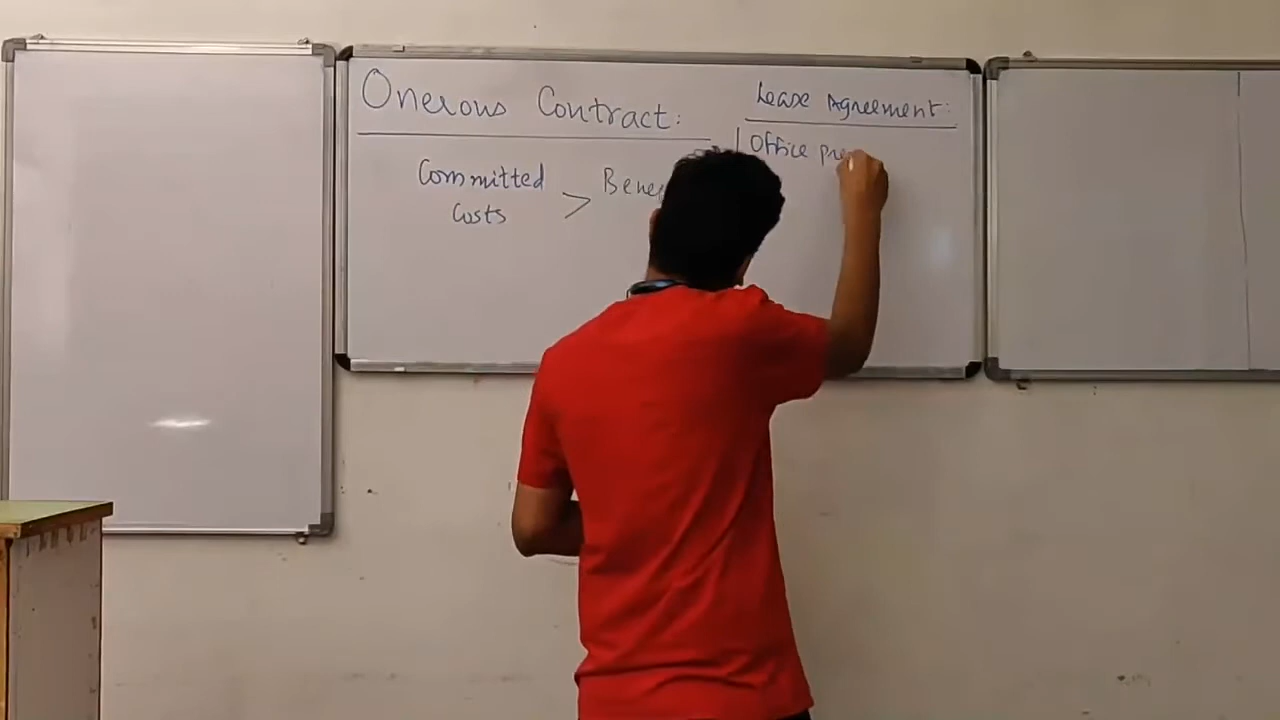 Onerous Contract:
Committed
Costs
>
Lease Agreement:
Office